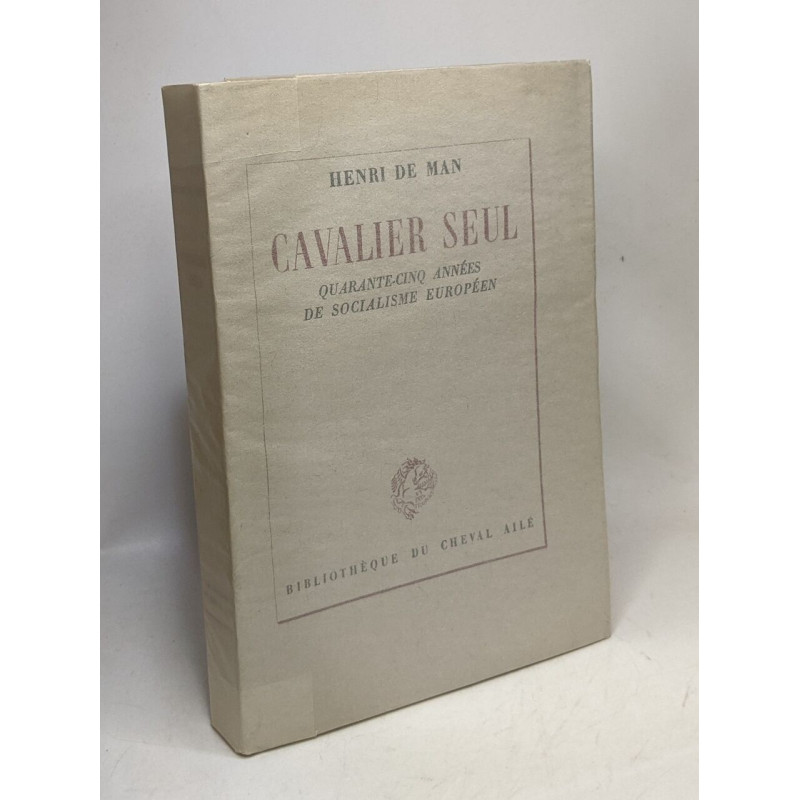 HENRI DE MAN
CAVALIER SEUL
QUARANTE-CINQ ANNÉES
DE SOCIALISME EUROPÉEN
BIBLIOTHÈQUE DU CHEVAL AILÉ